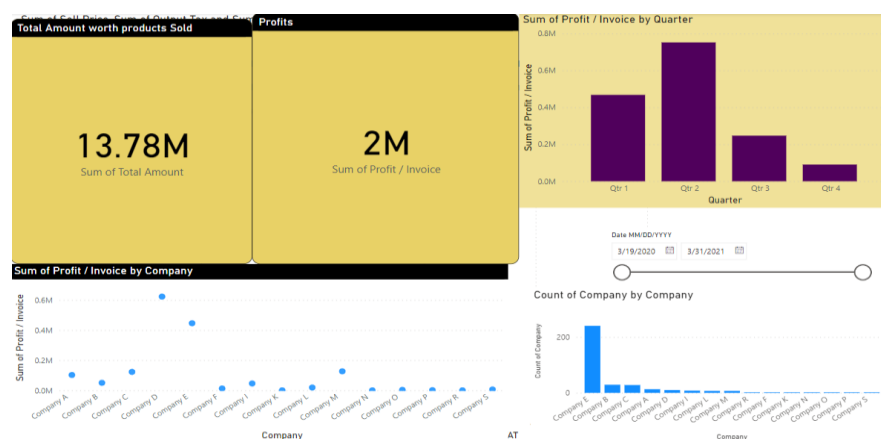 Total Amount worth products Sold
13.78M
Sum of Total Amount
Profits
2M
Sum of Profit / Invoice
Sum of Profit / Invoice by Quarter
Sum of Profit / Invoice
0.8M
0.6M
0.4M
0.2M
0.0M
Qtr 1 Qtr 2 Qtr 3 Qtr 4
Quarter
Date MM/DD/YYYY
3/19/2020 3/31/2021
Sum of Profit / Invoice by Company
Sum of Profit / Invoice
0.6M
0.4M
0.2M
0.0M
Company A Company B Company C Company D Company E Company F Company I Company K Company L Company M Company N Company O Company P Company R Company S
Company
AT
Count of Company by Company
Count of Company
200
0
Company E Company B Company C Company A Company D Company L Company M Company R Company F Company K Company N Company O Company P Company S
Company